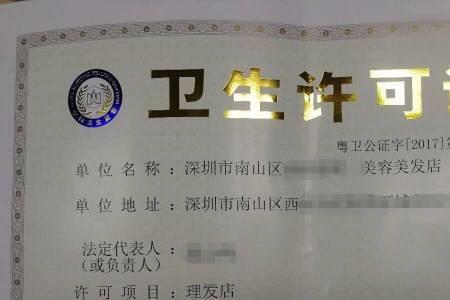 卫生许可
粤卫公证字[2017]
单位名称：深圳市南山区 美容美发店
单位地址：深圳市南山区西
法定代表人：
(或负责人)
许可项目：理发店